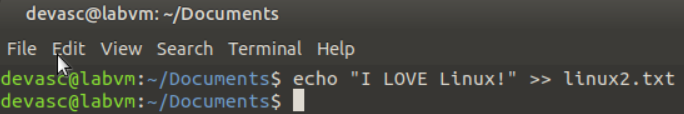 devasc@labvm: ~/Documents
File Edit View Search Terminal Help
devasc@labvm:~/Documents$ echo "I LOVE Linux!" >> linux2.txt
devasc@labvm:~/Documents$